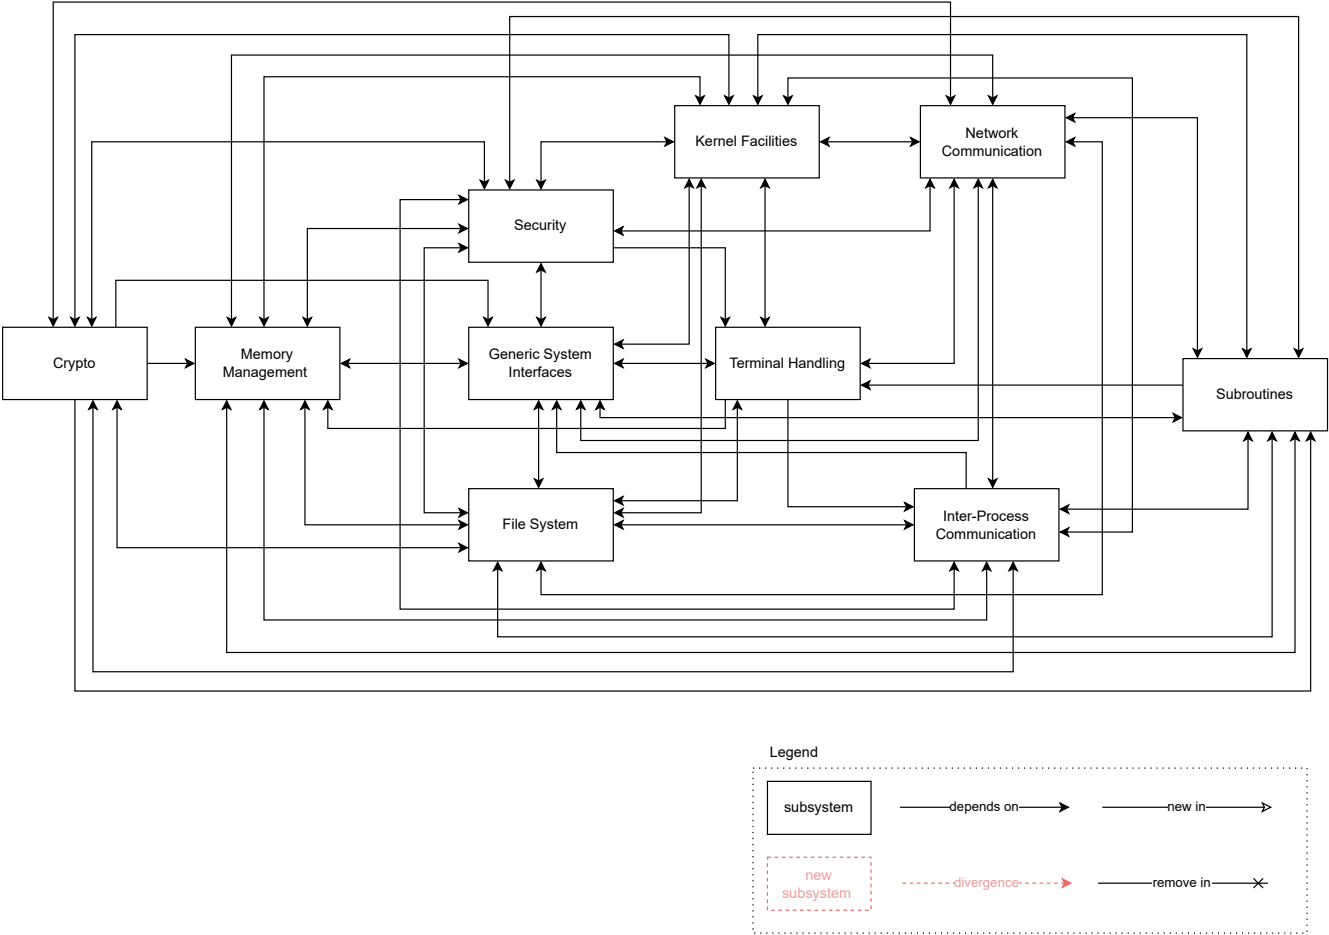 Kernel Facilities
Network
Communication
Security
Crypto
Memory
Management
Generic System
Interfaces
Terminal Handling
Subroutines
File System
Inter-Process
Communication
Legend
subsystem
depends on
new in
new
subsystem
divergence
remove in